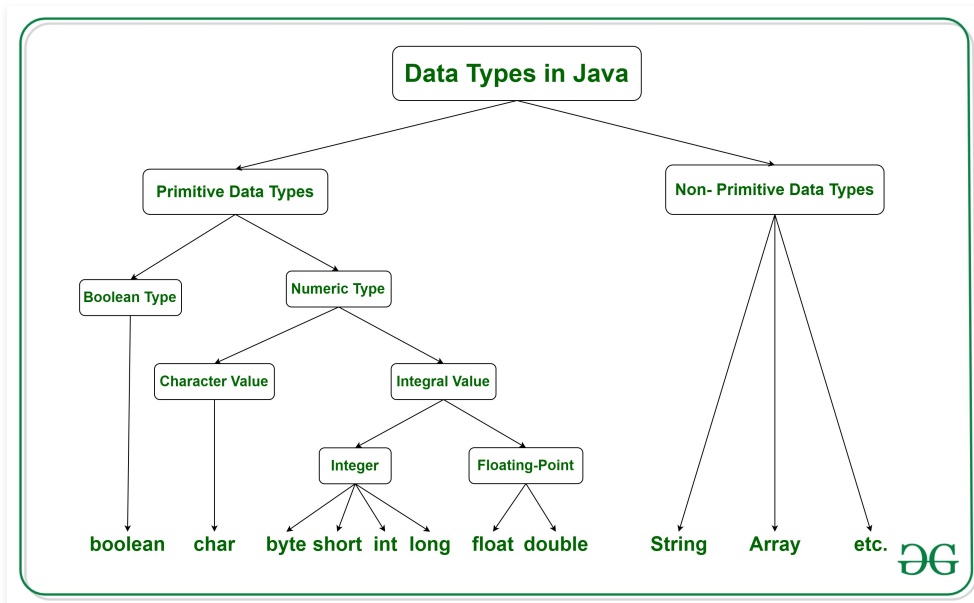 Data Types in Java
Primitive Data Types
Non- Primitive Data Types
Boolean Type
Numeric Type
Character Value
Integral Value
Integer
Floating-Point
boolean char byte short int long float double String Array etc.